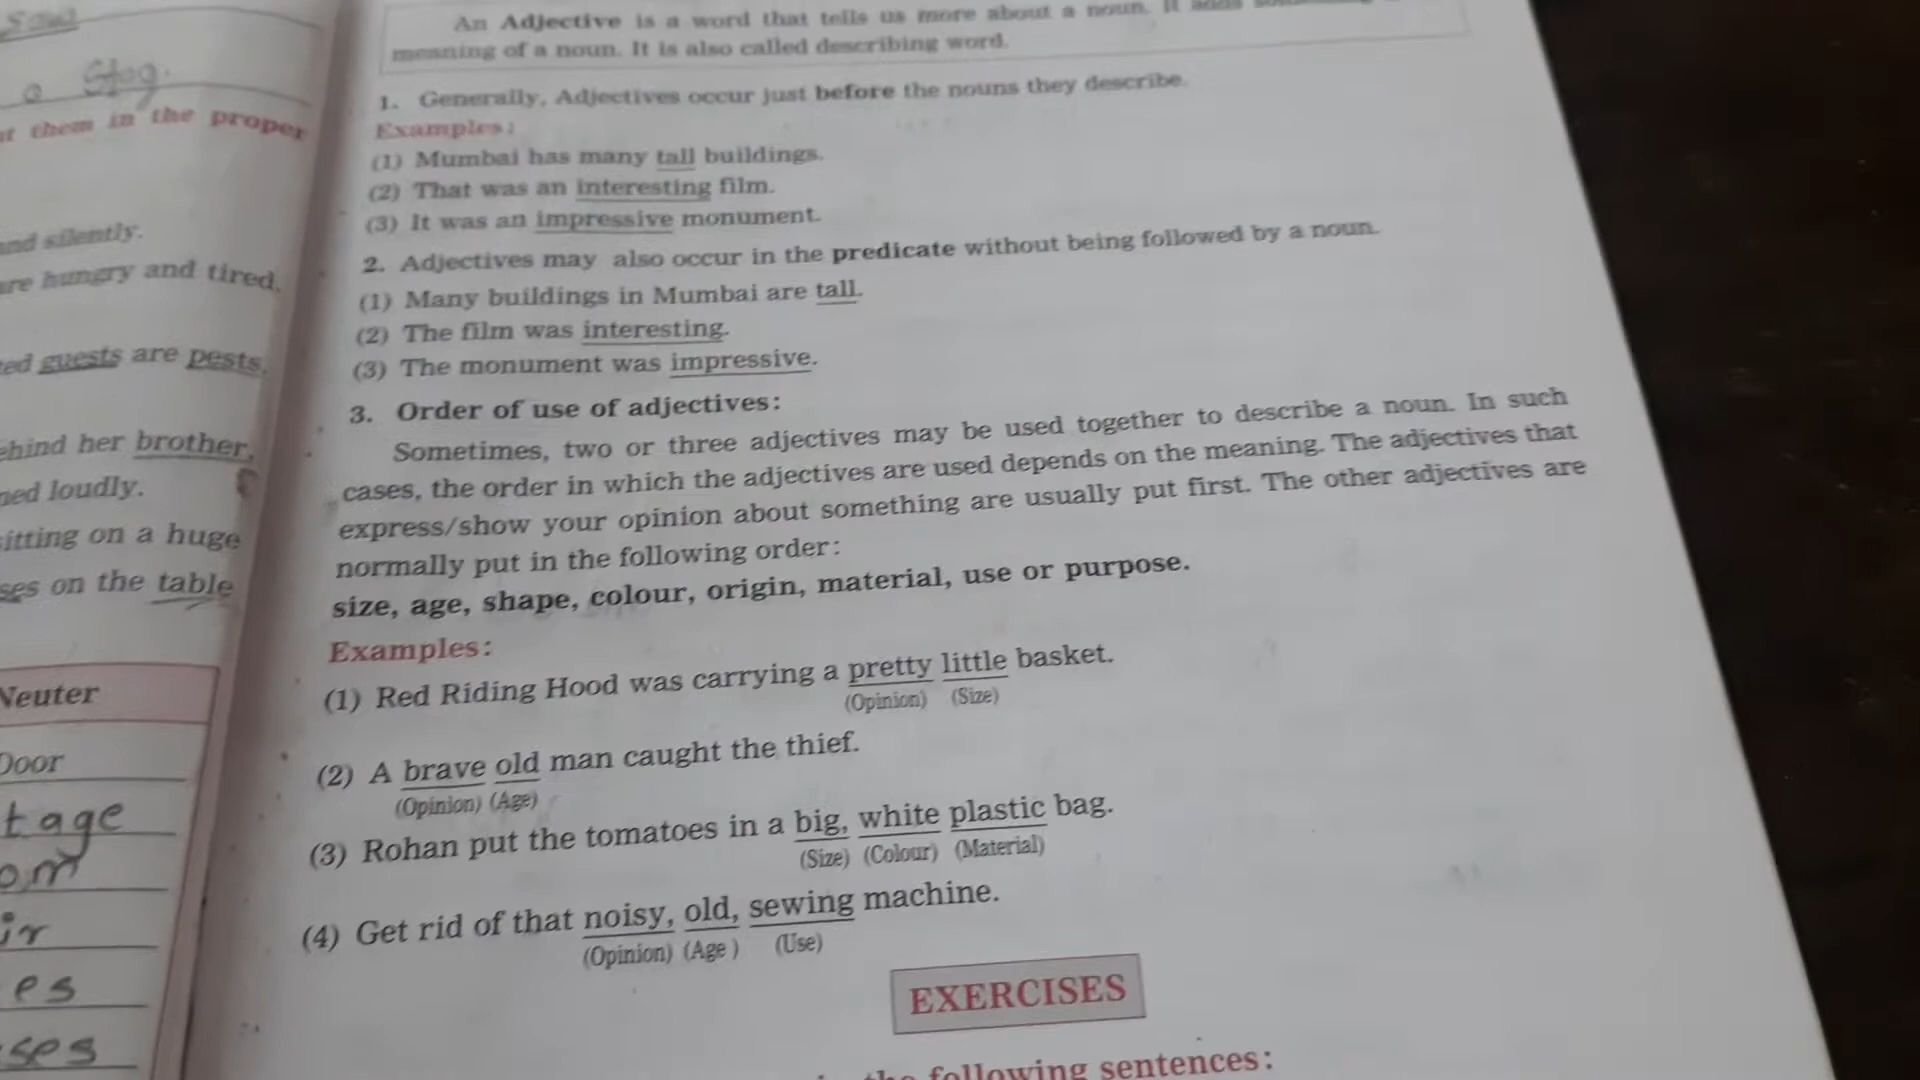 Stag.
t them in the proper
and silently.
are hungry and tired.
guests are pests.
behind her brother.
loudly.
sitting on a huge
on the table
Neuter
Door
An Adjective is a word that tells us more about a noun. It adds
meaning of a noun. It is also called describing word.
1. Generally, Adjectives occur just before the nouns they describe.
Examples:
(1) Mumbai has many tall buildings.
(2) That was an interesting film.
(3) It was an impressive monument.
2. Adjectives may also occur in the predicate without being followed by a noun.
(1) Many buildings in Mumbai are tall.
(2) The film was interesting.
(3) The monument was impressive.
3. Order of use of adjectives:
Sometimes, two or three adjectives may be used together to describe a noun. In such
cases, the order in which the adjectives are used depends on the meaning. The adjectives that
express/show your opinion about something are usually put first. The other adjectives are
normally put in the following order:
size, age, shape, colour, origin, material, use or purpose.
Examples:
(1) Red Riding Hood was carrying a pretty little basket.
(Opinion) (Size)
(2) A brave old man caught the thief.
(Opinion) (Age)
(3) Rohan put the tomatoes in a big, white plastic bag.
(Size) (Colour) (Material)
(4) Get rid of that noisy, old, sewing machine.
(Opinion) (Age ) (Use)
EXERCISES
the following sentences: